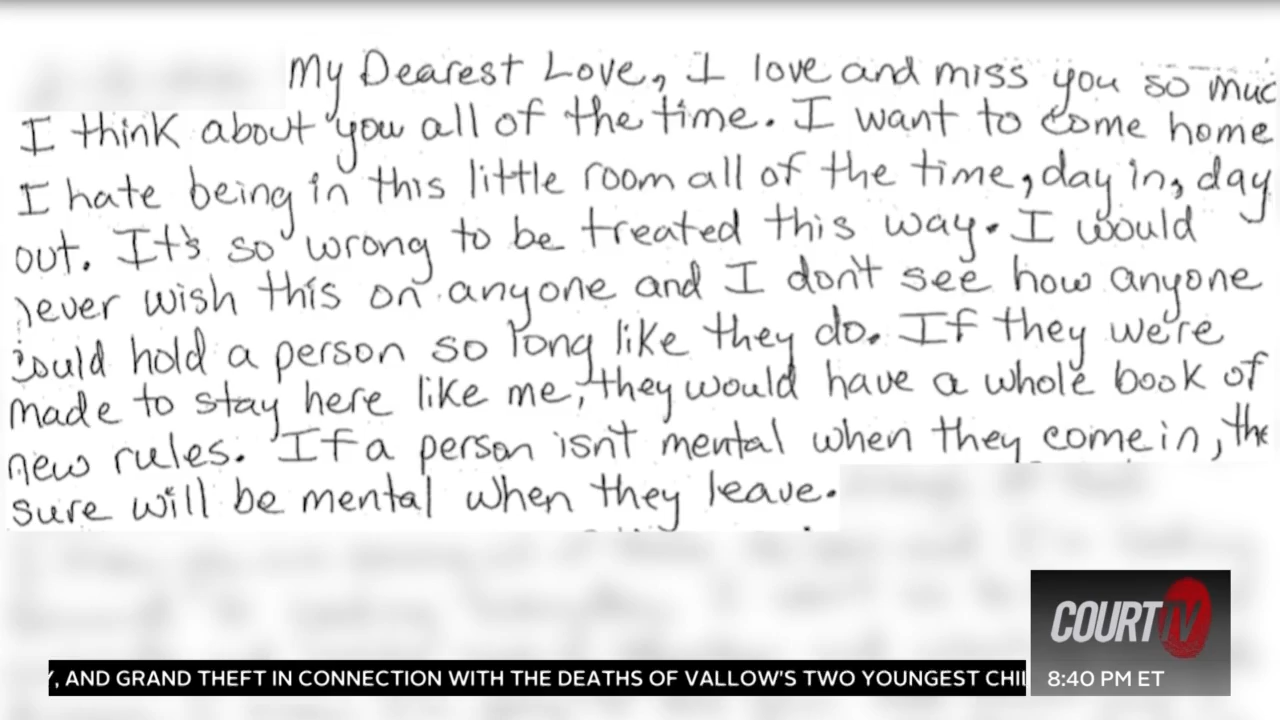 My Dearest Love, I love and miss you so muc
I think about you all of the time. I want to come home
I hate being in this little room all of the time, day in, day
out. It's so wrong to be treated this way. I would
never wish this on anyone and I don't see how anyone
could hold a person so long like they do. If they were
made to stay here like me, they would have a whole book of
new rules. If a person isn't mental when they come in, the
sure will be mental when they leave.
COURT TV
Y, AND GRAND THEFT IN CONNECTION WITH THE DEATHS OF VALLOW'S TWO YOUNGEST CHIL
8:40 PM ET